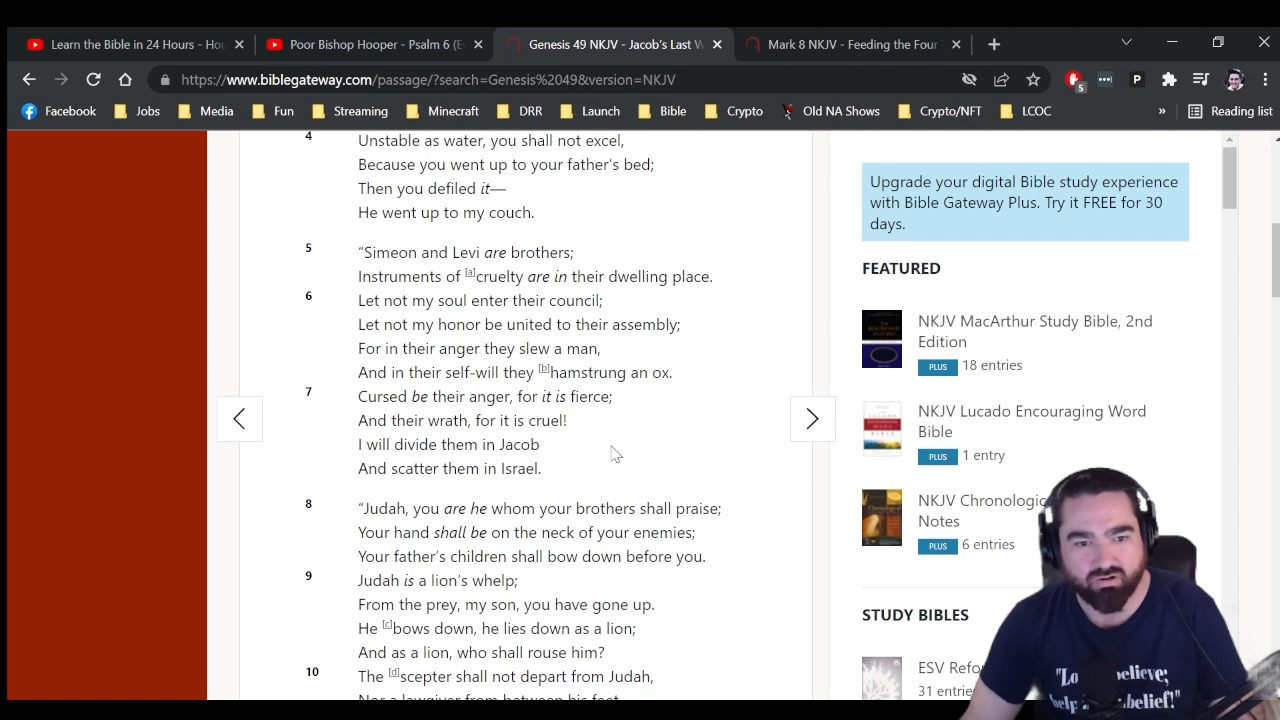 Learn the Bible in 24 Hours - Hou
Poor Bishop Hooper - Psalm 6 (E
Genesis 49 NKJV - Jacob's Last W
Mark 8 NKJV - Feeding the Four
https://www.biblegateway.com/passage/?search=Genesis%2049&version=NKJV
5
P
Facebook
Jobs
Media
Fun
Streaming
Minecraft
DRR
Launch
Bible
Crypto
Old NA Shows
Crypto/NFT
LCOC
»
Reading list
4
Unstable as water, you shall not excel,
Because you went up to your father's bed;
Then you defiled it—
He went up to my couch.
5
“Simeon and Levi are brothers;
Instruments of [a]cruelty are in their dwelling place.
6
Let not my soul enter their council;
Let not my honor be united to their assembly;
For in their anger they slew a man,
And in their self-will they [b]hamstrung an ox.
7
Cursed be their anger, for it is fierce;
And their wrath, for it is cruel!
I will divide them in Jacob
And scatter them in Israel.
8
“Judah, you are he whom your brothers shall praise;
Your hand shall be on the neck of your enemies;
Your father's children shall bow down before you.
9
Judah is a lion's whelp;
From the prey, my son, you have gone up.
He [c]bows down, he lies down as a lion;
And as a lion, who shall rouse him?
10
The [d]scepter shall not depart from Judah,
Nor a lawgiver from between his feet
Upgrade your digital Bible study experience
with Bible Gateway Plus. Try it FREE for 30
days.
FEATURED
NKJV MacArthur Study Bible, 2nd
Edition
PLUS 18 entries
NKJV Lucado Encouraging Word
Bible
PLUS 1 entry
NKJV Chronologic
Notes
PLUS 6 entries
STUDY BIBLES
ESV Refo
31 entrie
believe;